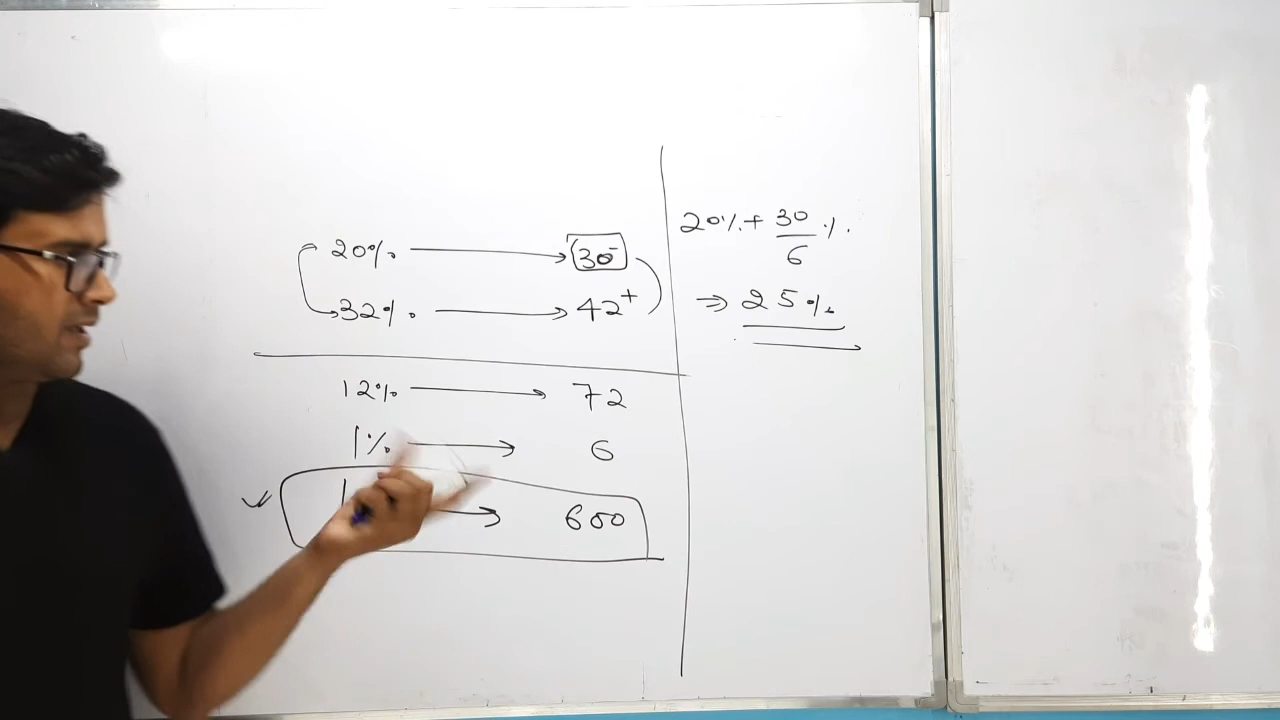 20% → 30⁻
32% → 42⁺
12% → 72
1% → 6
→ 600
20% + 30/6 %.
⇒ 25%